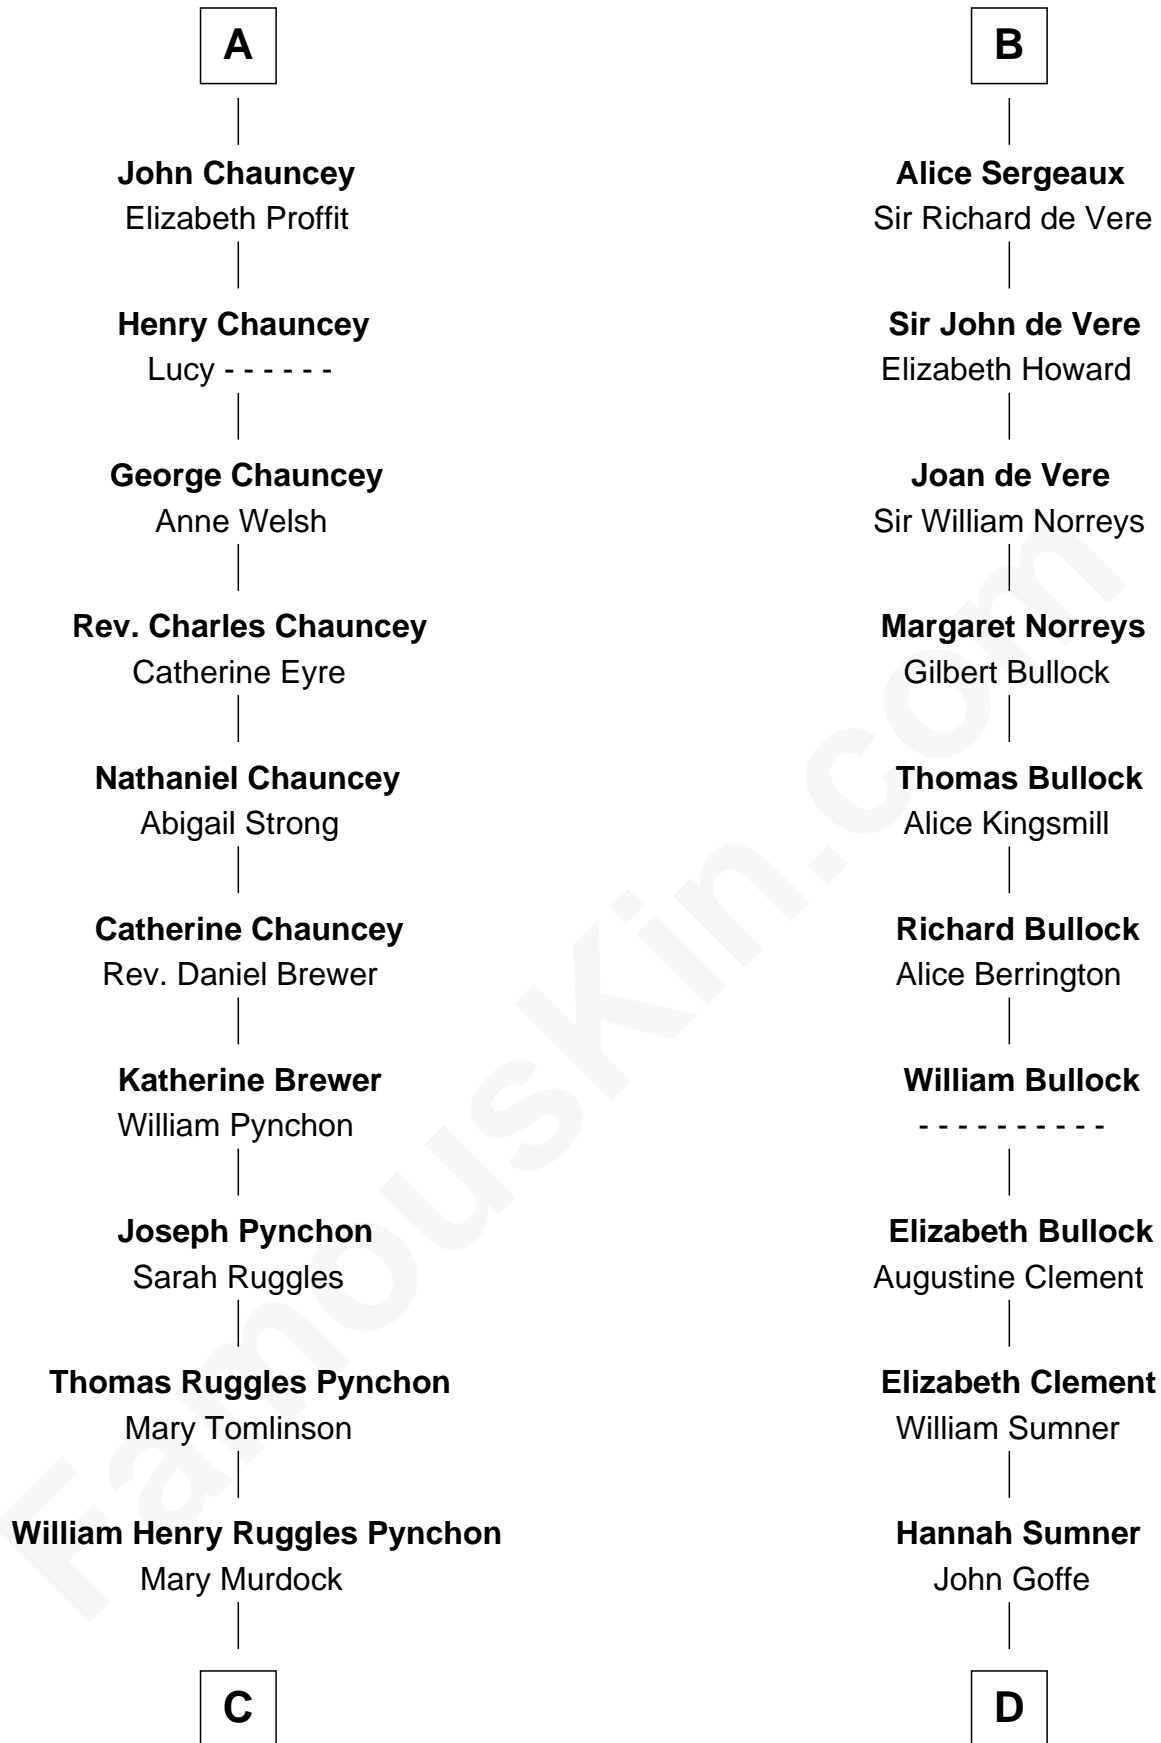 A
John Chauncey
Elizabeth Proffit
Henry Chauncey
Lucy - - - - - -
George Chauncey
Anne Welsh
Rev. Charles Chauncey
Catherine Eyre
Nathaniel Chauncey
Abigail Strong
Catherine Chauncey
Rev. Daniel Brewer
Katherine Brewer
William Pynchon
Joseph Pynchon
Sarah Ruggles
Thomas Ruggles Pynchon
Mary Tomlinson
William Henry Ruggles Pynchon
Mary Murdock
C
B
Alice Sergeaux
Sir Richard de Vere
Sir John de Vere
Elizabeth Howard
Joan de Vere
Sir William Norreys
Margaret Norreys
Gilbert Bullock
Thomas Bullock
Alice Kingsmill
Richard Bullock
Alice Berrington
William Bullock
- - - - - - - - - -
Elizabeth Bullock
Augustine Clement
Elizabeth Clement
William Sumner
Hannah Sumner
John Goffe
D
FamousKin.com